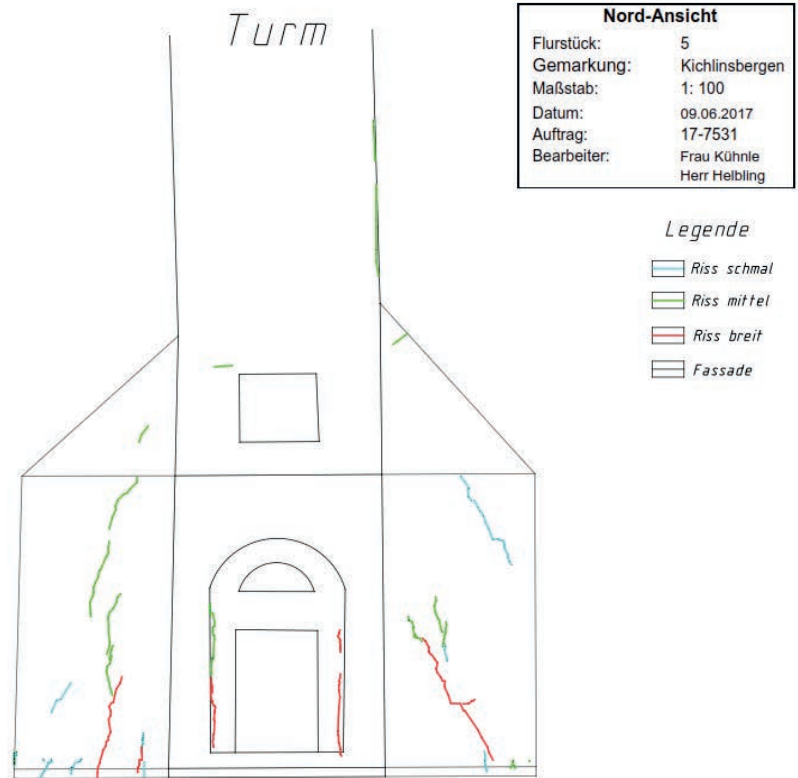 Turm
Nord-Ansicht
Flurstück: 5
Gemarkung: Kichlinsbergen
Maßstab: 1: 100
Datum: 09.06.2017
Auftrag: 17-7531
Bearbeiter: Frau Kühnle
Herr Helbling
Legende
Riss schmal
Riss mittel
Riss breit
Fassade